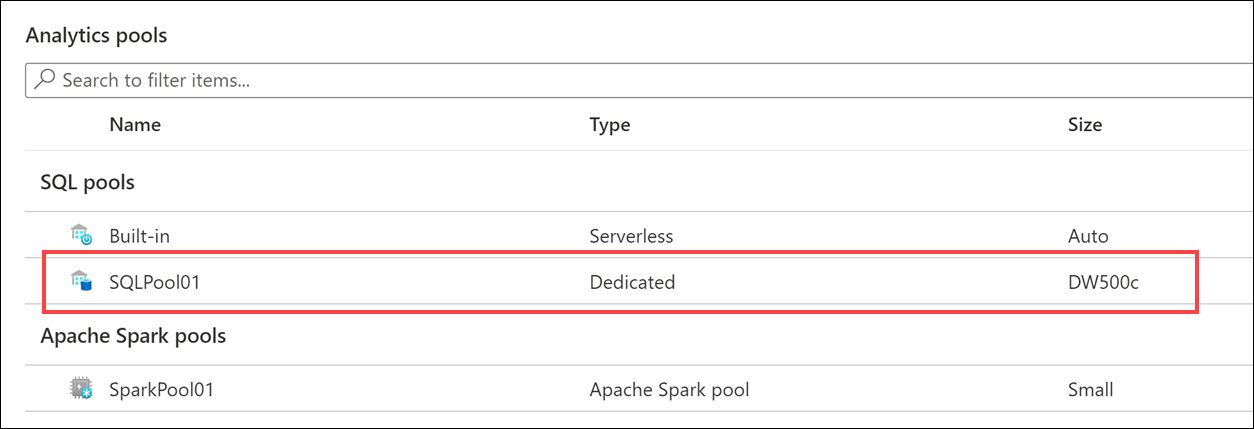 Analytics pools
Search to filter items...
Name Type Size
SQL pools
Built-in Serverless Auto
SQLPool01 Dedicated DW500c
Apache Spark pools
SparkPool01 Apache Spark pool Small